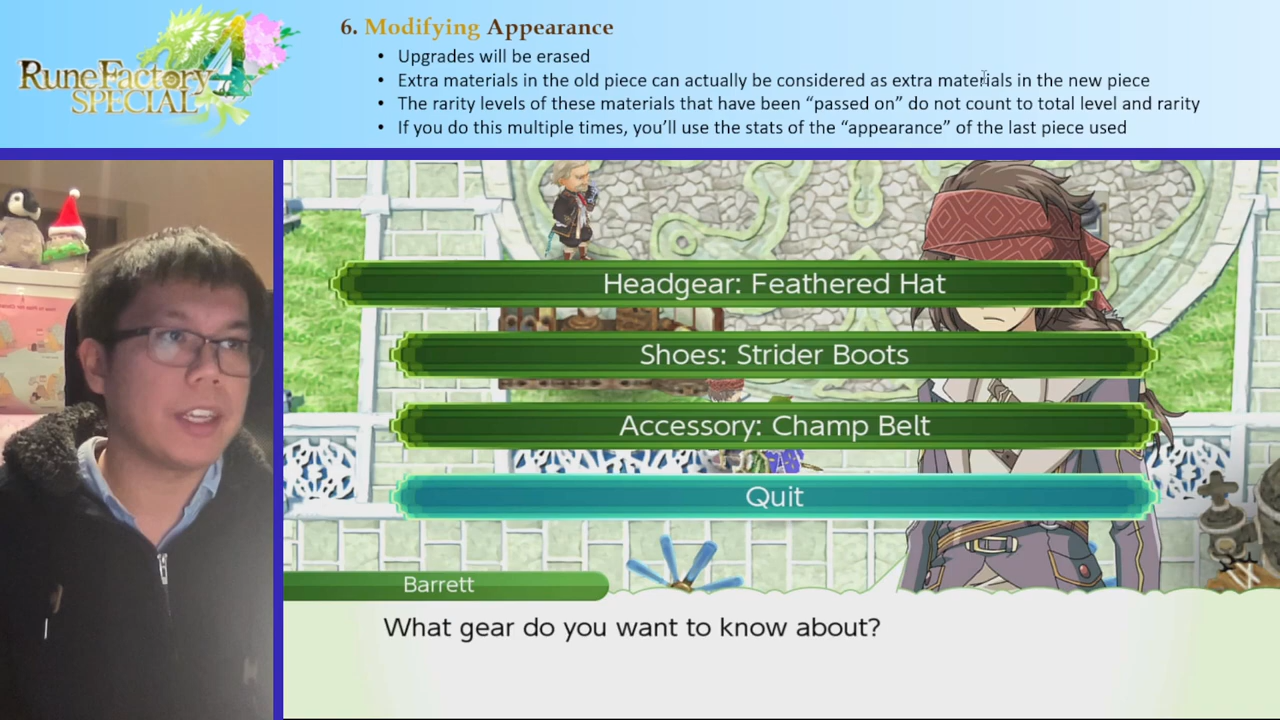 RuneFactory 4
SPECIAL
6. Modifying Appearance
• Upgrades will be erased
• Extra materials in the old piece can actually be considered as extra materials in the new piece
• The rarity levels of these materials that have been “passed on” do not count to total level and rarity
• If you do this multiple times, you’ll use the stats of the “appearance” of the last piece used
Headgear: Feathered Hat
Shoes: Strider Boots
Accessory: Champ Belt
Quit
Barrett
What gear do you want to know about?